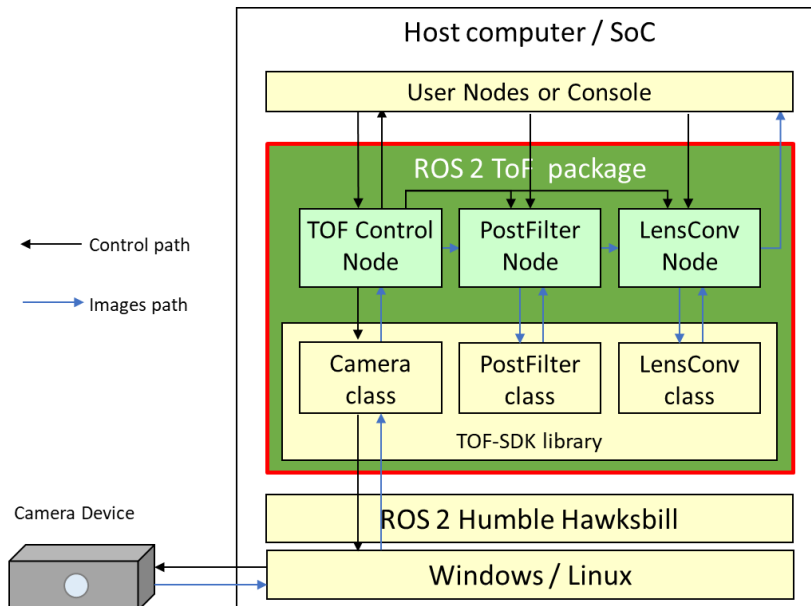 Host computer / SoC
User Nodes or Console
ROS 2 ToF package
TOF Control
Node
PostFilter
Node
LensConv
Node
Control path
Images path
Camera
class
PostFilter
class
LensConv
class
TOF-SDK library
ROS 2 Humble Hawksbill
Camera Device
Windows / Linux